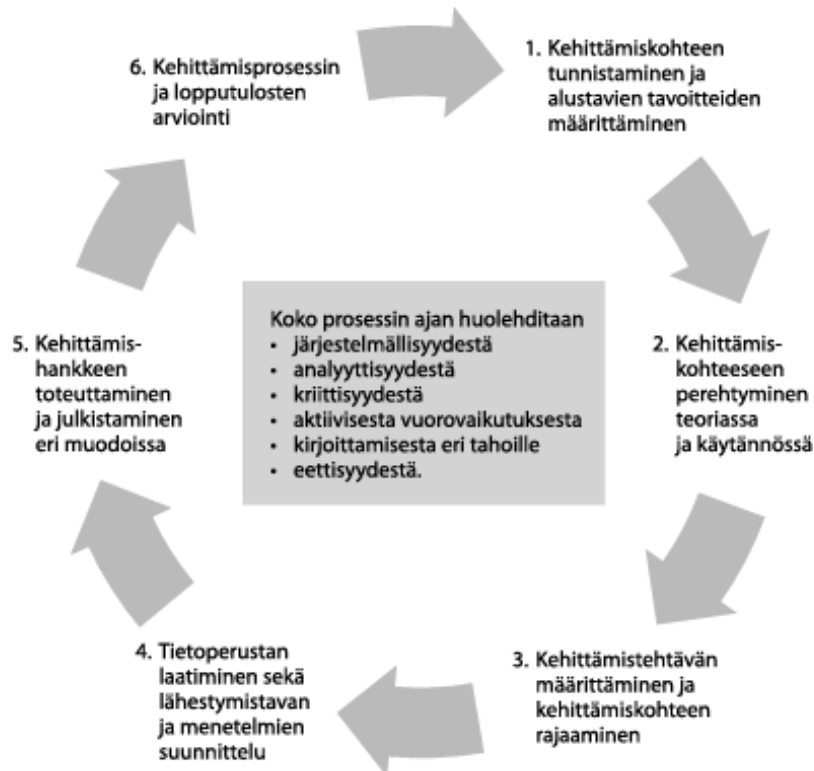 1. Kehittämiskohteen
tunnistaminen ja
alustavien tavoitteiden
määrittäminen
2. Kehittämis-
kohteeseen
perehtyminen
teoriassa
ja käytännössä
3. Kehittämistehtävän
määrittäminen ja
kehittämiskohteen
rajaaminen
4. Tietoperustan
laatiminen sekä
lähestymistavan
ja menetelmien
suunnittelu
5. Kehittämis-
hankkeen
toteuttaminen
ja julkistaminen
eri muodoissa
6. Kehittämisprosessin
ja lopputulosten
arviointi
Koko prosessin ajan huolehditaan
• järjestelmällisyydestä
• analyyttisyydestä
• kriittisyydestä
• aktiivisesta vuorovaikutuksesta
• kirjoittamisesta eri tahoille
• eettisyydestä.